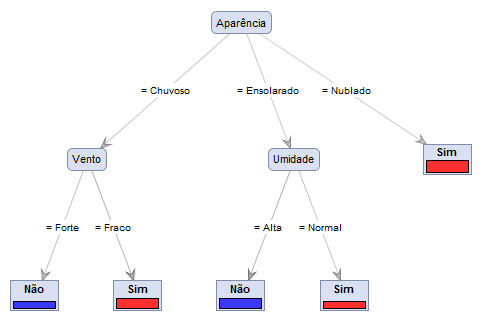 Aparência
= Chuvoso
= Ensolarado
= Nublado
Vento
Umidade
Sim
= Forte
= Fraco
= Alta
= Normal
Não
Sim
Não
Sim